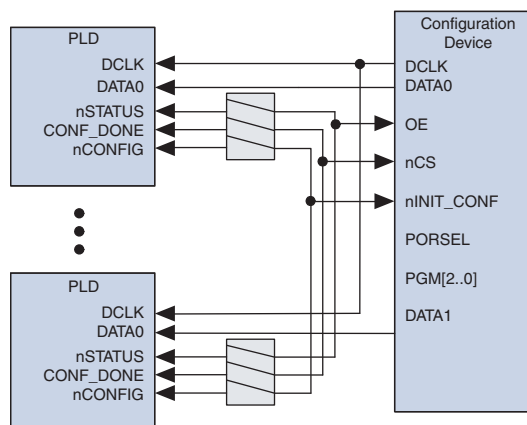 PLD
DCLK
DATA0
nSTATUS
CONF_DONE
nCONFIG
PLD
DCLK
DATA0
nSTATUS
CONF_DONE
nCONFIG
Configuration
Device
DCLK
DATA0
OE
nCS
nINIT_CONF
PORSEL
PGM[2..0]
DATA1